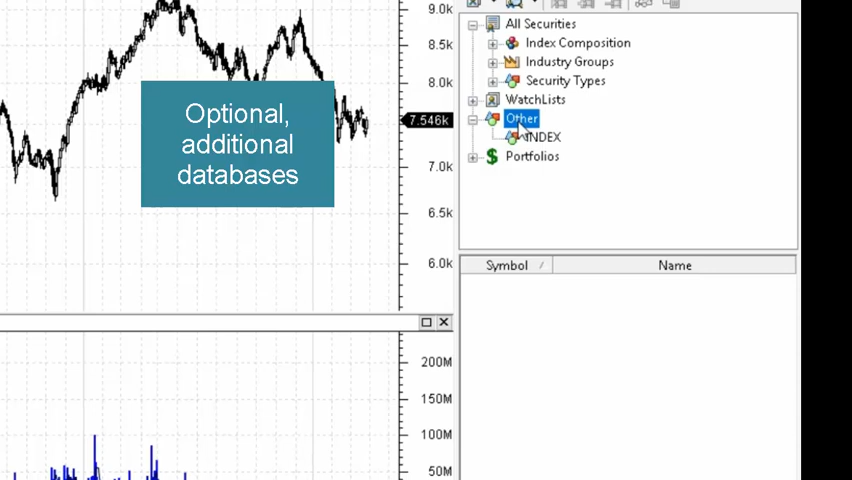 9.0k
8.5k
8.0k
7.546k
7.0k
6.5k
6.0k
200M
150M
100M
50M
Optional,
additional
databases
All Securities
Index Composition
Industry Groups
Security Types
WatchLists
Other
INDEX
Portfolios
Symbol / Name